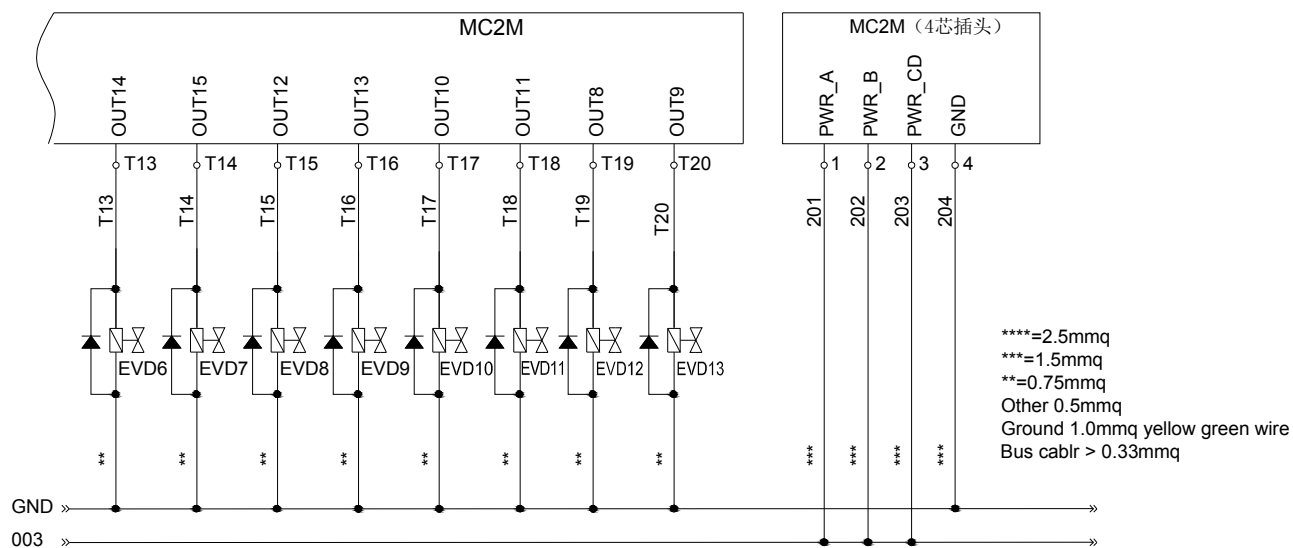 MC2M
MC2M（4芯插头）
OUT14 OUT15 OUT12 OUT13 OUT10 OUT11 OUT8 OUT9
PWR_A PWR_B PWR_CD GND
T13 T14 T15 T16 T17 T18 T19 T20
1 2 3 4
T13 T14 T15 T16 T17 T18 T19 T20
201 202 203 204
EVD6 EVD7 EVD8 EVD9 EVD10 EVD11 EVD12 EVD13
****=2.5mmq
***=1.5mmq
**=0.75mmq
Other 0.5mmq
Ground 1.0mmq yellow green wire
Bus cablr > 0.33mmq
** ** ** ** ** ** ** **
*** *** *** ***
GND
003